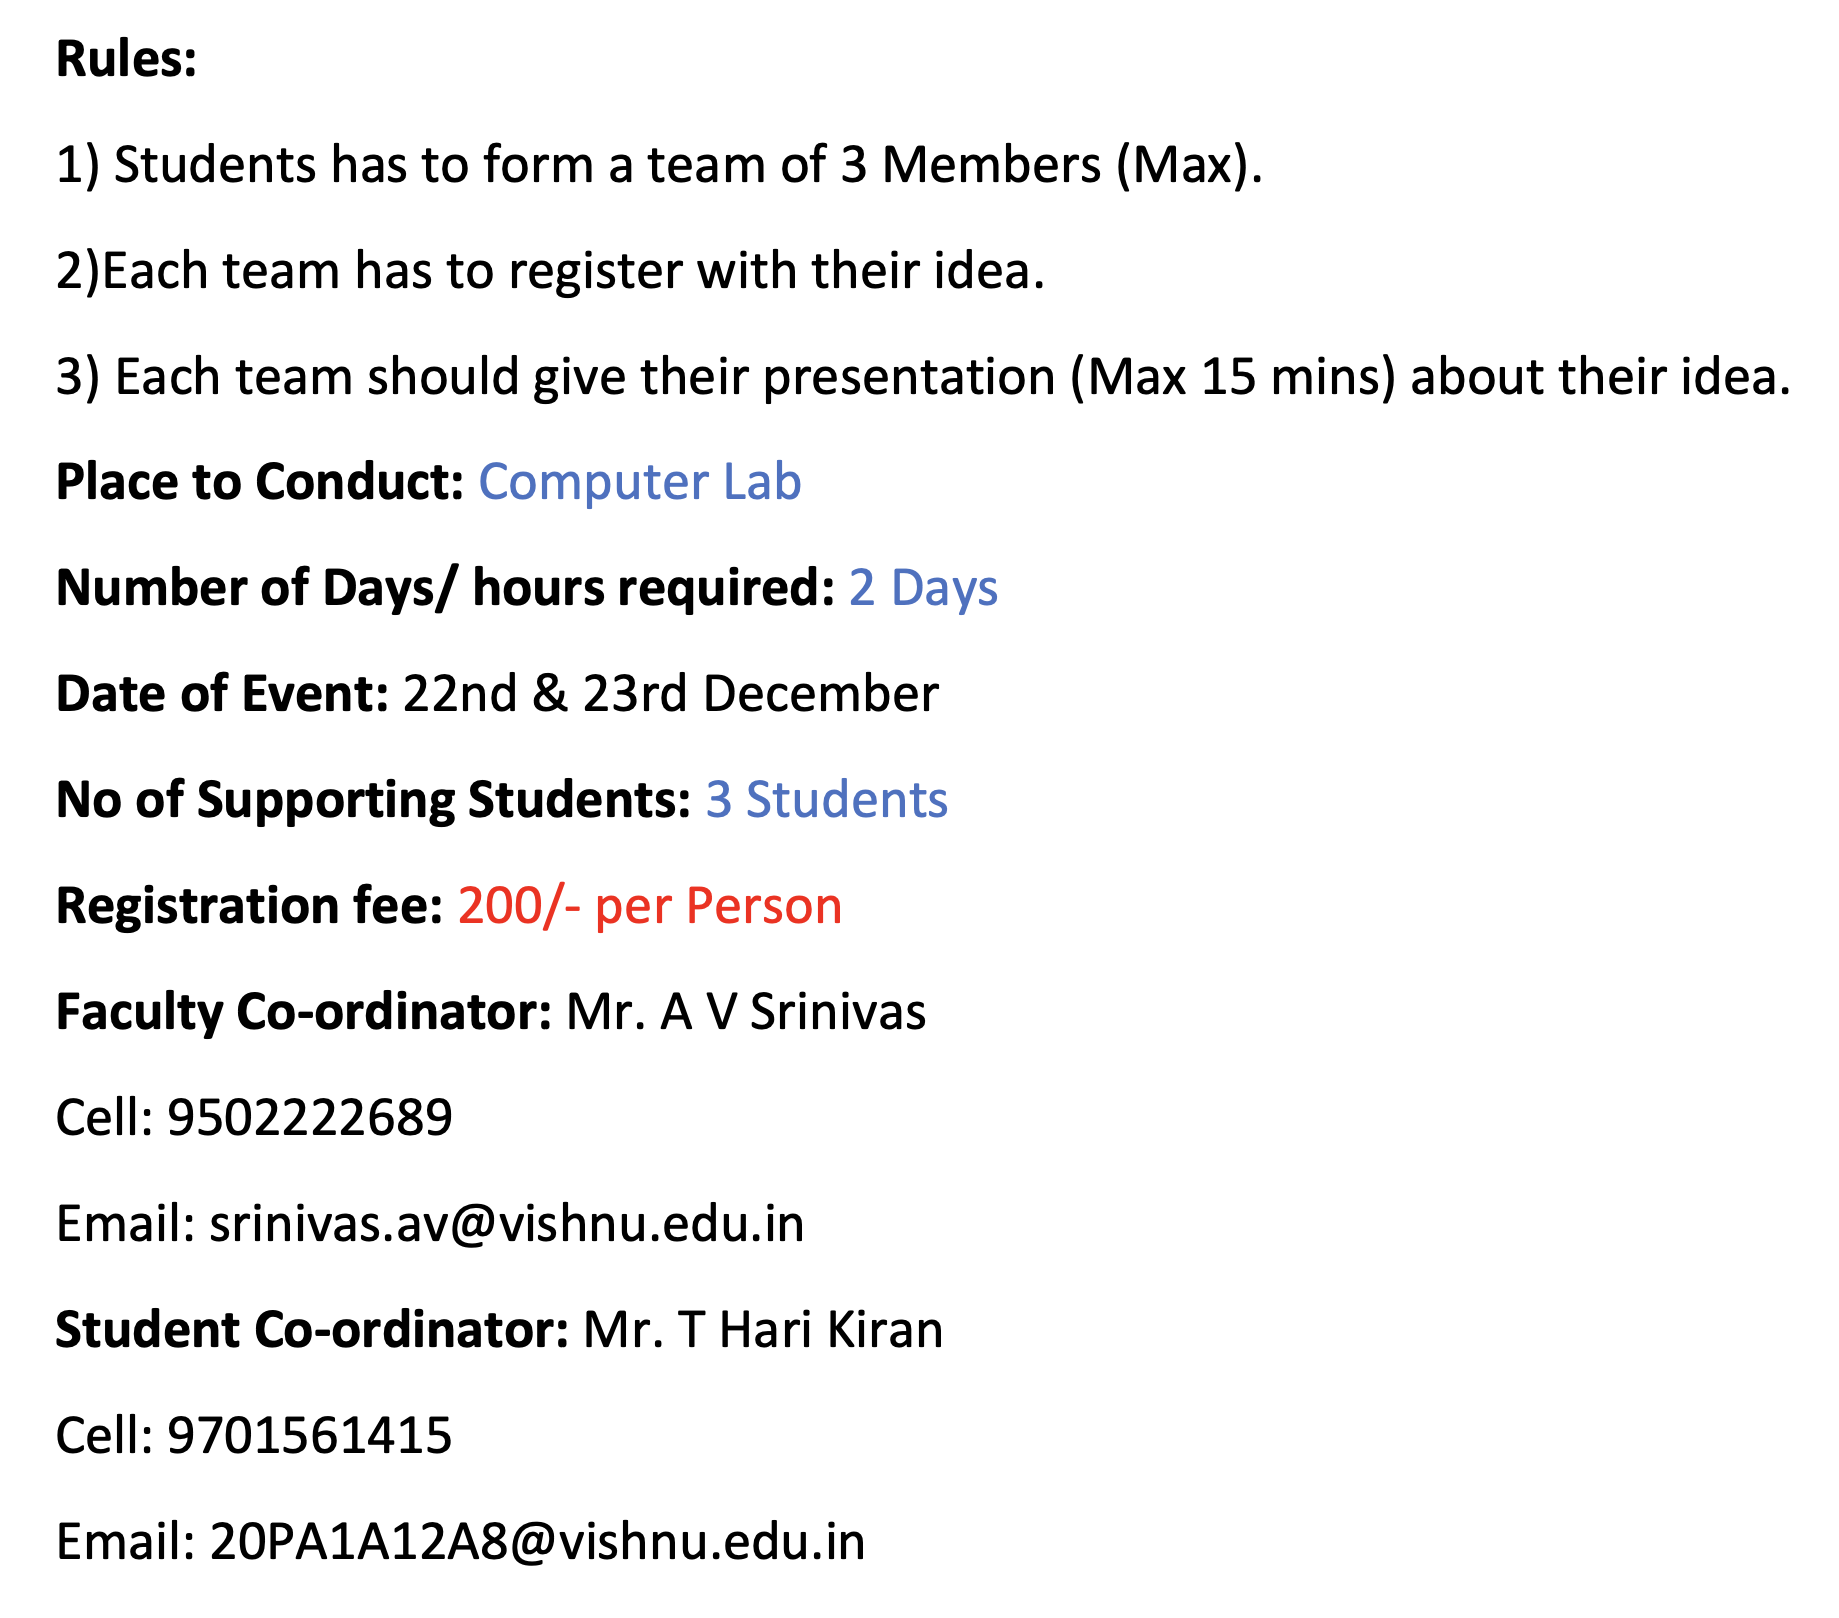 Rules:
1) Students has to form a team of 3 Members (Max).
2)Each team has to register with their idea.
3) Each team should give their presentation (Max 15 mins) about their idea.
Place to Conduct: Computer Lab
Number of Days/ hours required: 2 Days
Date of Event: 22nd & 23rd December
No of Supporting Students: 3 Students
Registration fee: 200/- per Person
Faculty Co-ordinator: Mr. A V Srinivas
Cell: 9502222689
Email: srinivas.av@vishnu.edu.in
Student Co-ordinator: Mr. T Hari Kiran
Cell: 9701561415
Email: 20PA1A12A8@vishnu.edu.in